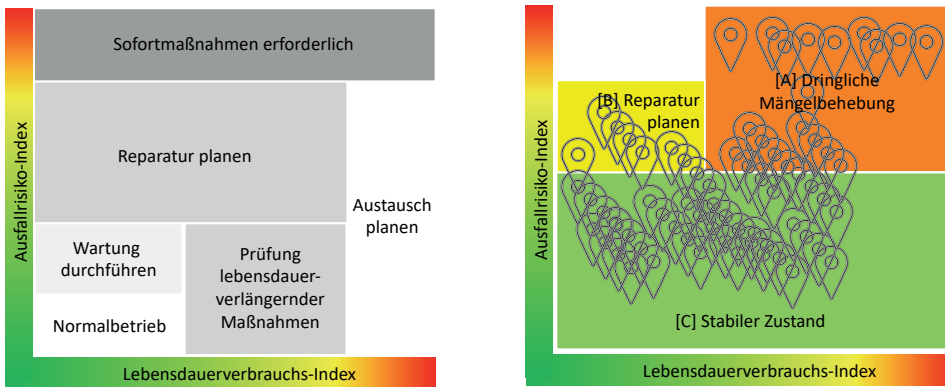 Sofortmaßnahmen erforderlich
Reparatur planen
Austausch
planen
Wartung
durchführen
Prüfung
lebensdauer-
verlängernder
Maßnahmen
Normalbetrieb
Ausfallrisiko-Index
Lebensdauerverbrauchs-Index
[A] Dringliche
Mängelbehebung
[B] Reparatur
planen
[C] Stabiler Zustand
Ausfallrisiko-Index
Lebensdauerverbrauchs-Index